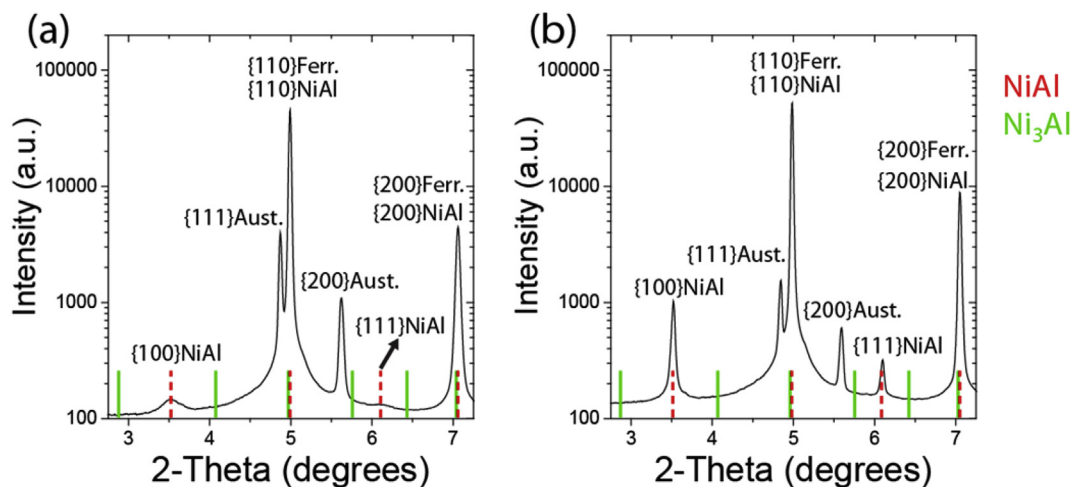 (a)
100000
10000
1000
100
Intensity (a.u.)
{110}Ferr.
{110}NiAl
{200}Ferr.
{200}NiAl
{111}Aust.
{200}Aust.
{111}NiAl
{100}NiAl
3 4 5 6 7
2-Theta (degrees)
(b)
100000
10000
1000
100
Intensity (a.u.)
{110}Ferr.
{110}NiAl
{200}Ferr.
{200}NiAl
{111}Aust.
{100}NiAl
{200}Aust.
{111}NiAl
3 4 5 6 7
2-Theta (degrees)
NiAl
Ni₃Al